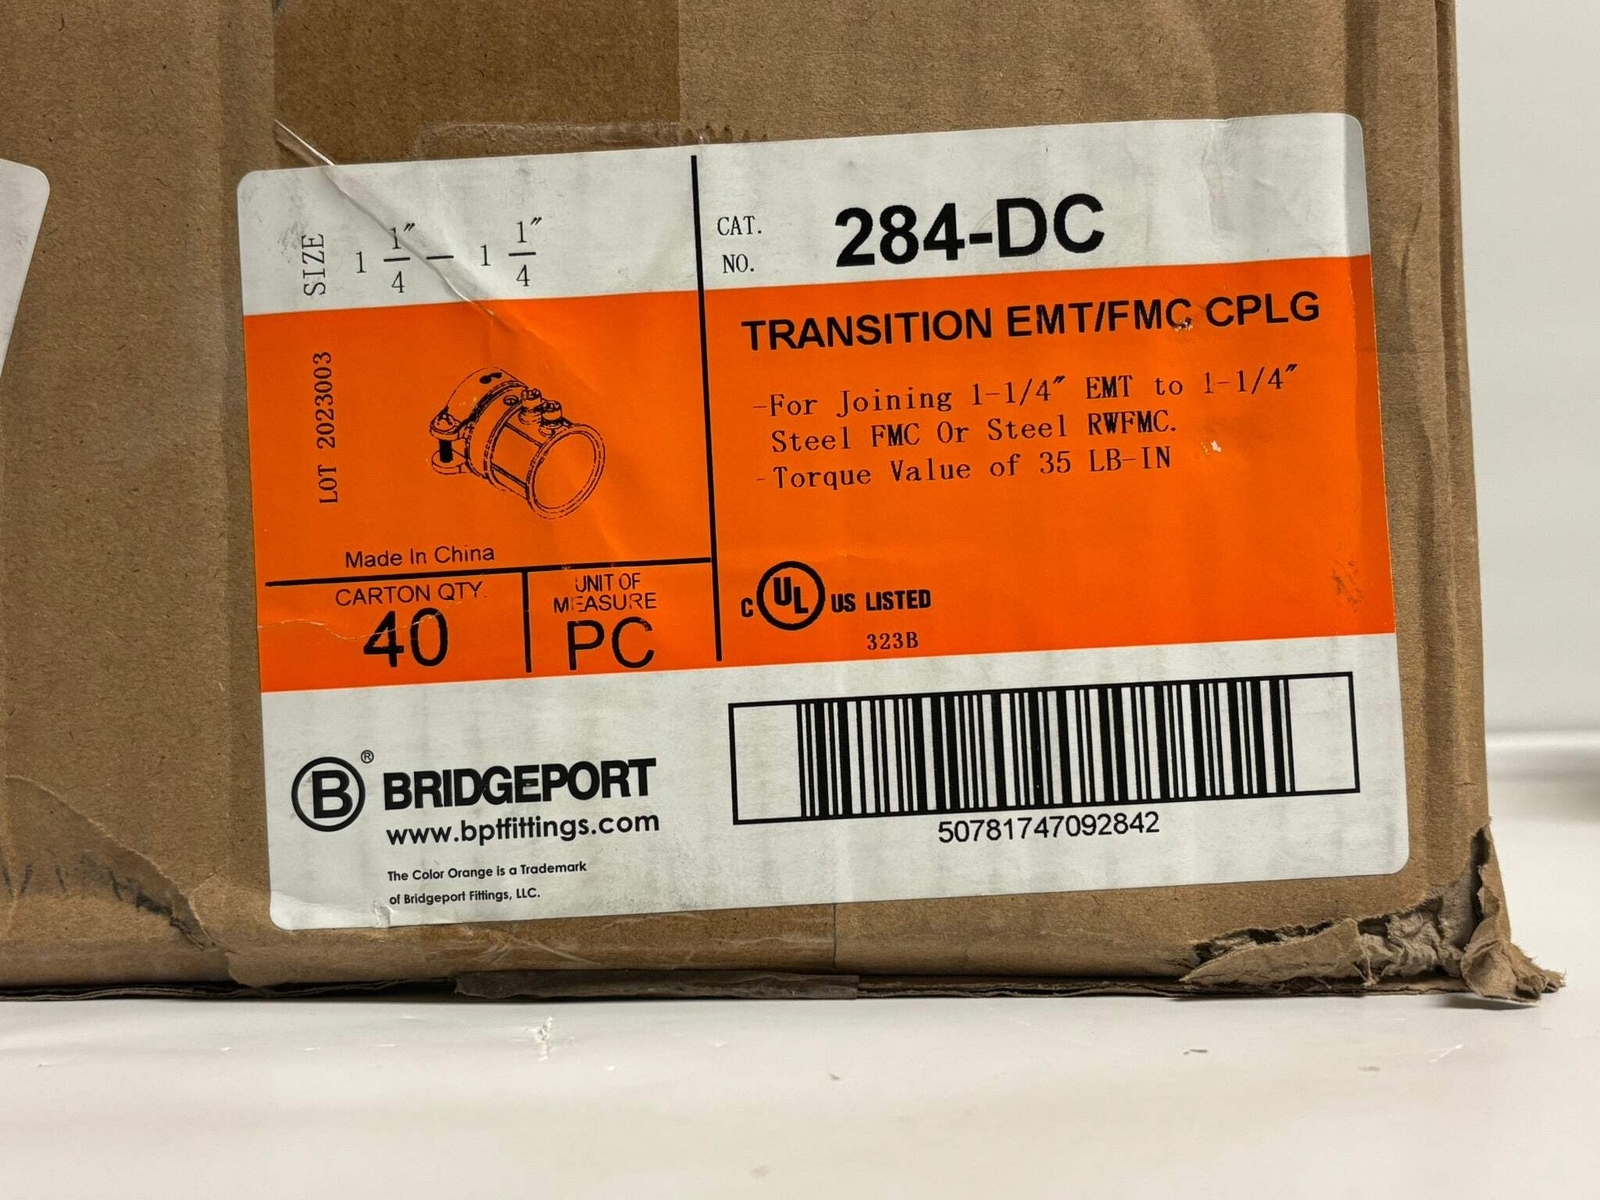 SIZE 1 1/4" - 1 1/4"
CAT. NO. 284-DC
LOT 2023003
Made In China
CARTON QTY.
40
UNIT OF
MEASURE
PC
TRANSITION EMT/FMC CPLG
-For Joining 1-1/4" EMT to 1-1/4"
Steel FMC Or Steel RWFMC.
-Torque Value of 35 LB-IN
C UL US LISTED
323B
B® BRIDGEPORT
www.bptfittings.com
The Color Orange is a Trademark
of Bridgeport Fittings, LLC.
50781747092842